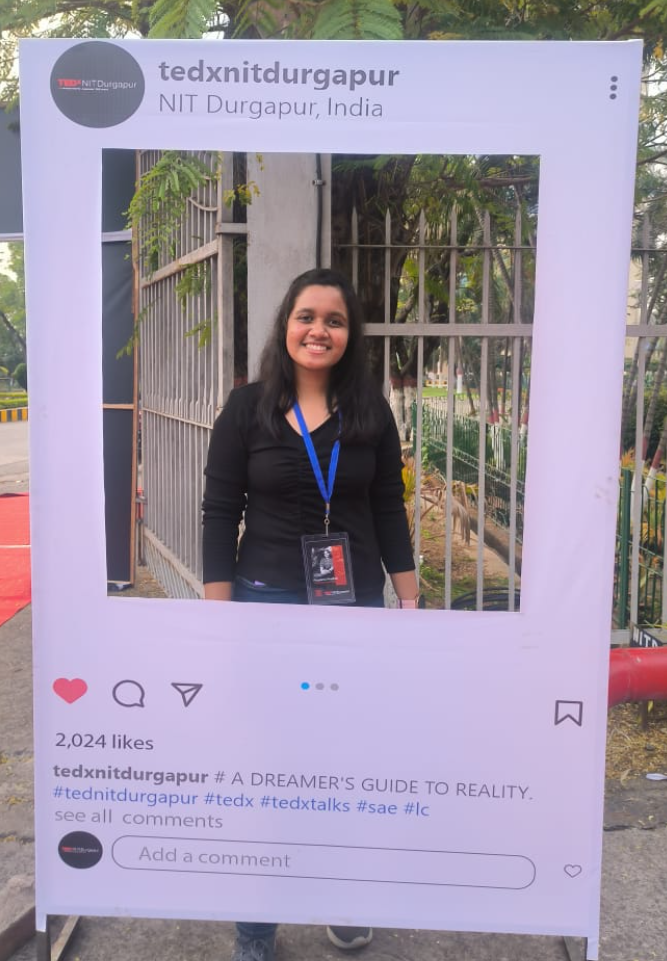 TEDxNITDurgapur
tedxnitdurgapur
NIT Durgapur, India
2,024 likes
tedxnitdurgapur # A DREAMER'S GUIDE TO REALITY.
#tednitdurgapur #tedx #tedxtalks #sae #lc
see all comments
Add a comment